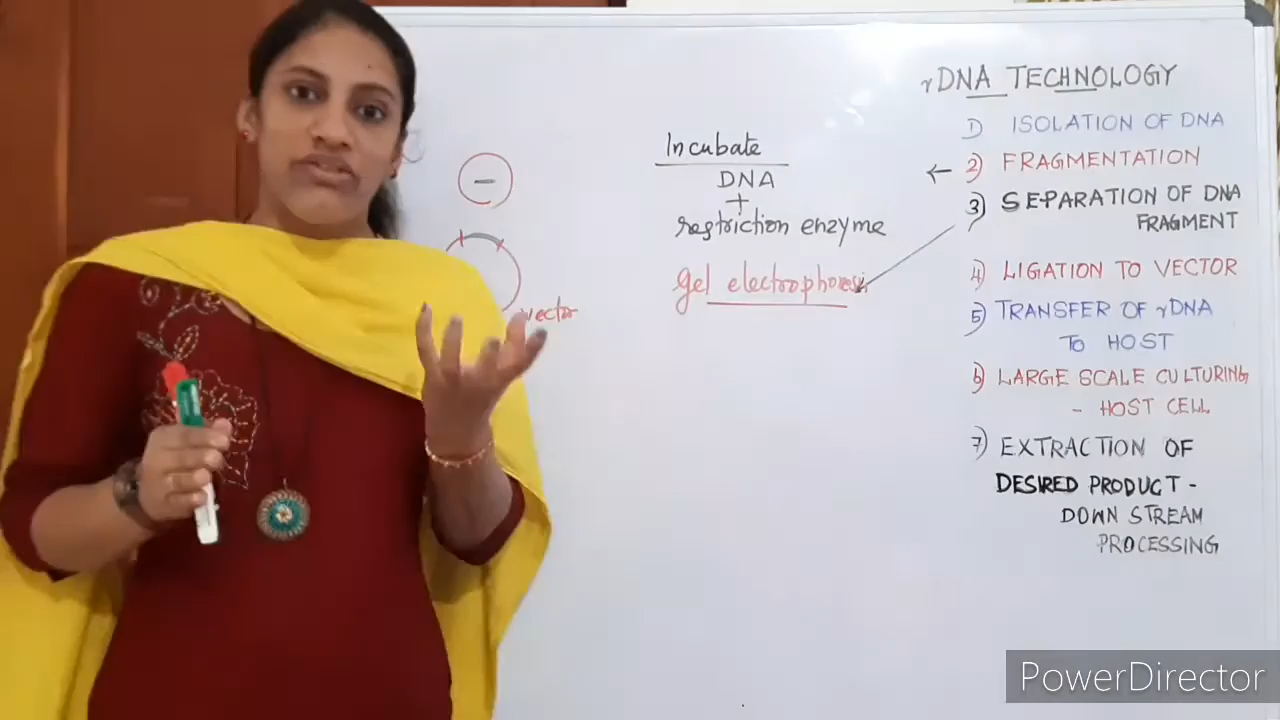 rDNA TECHNOLOGY
1) ISOLATION OF DNA
← 2) FRAGMENTATION
3) SEPARATION OF DNA
FRAGMENT
4) LIGATION TO VECTOR
5) TRANSFER OF rDNA
TO HOST
6) LARGE SCALE CULTURING
- HOST CELL
7) EXTRACTION OF
DESIRED PRODUCT -
DOWN STREAM
PROCESSING
Incubate
DNA
+
restriction enzyme
gel electrophoresis
vector
PowerDirector